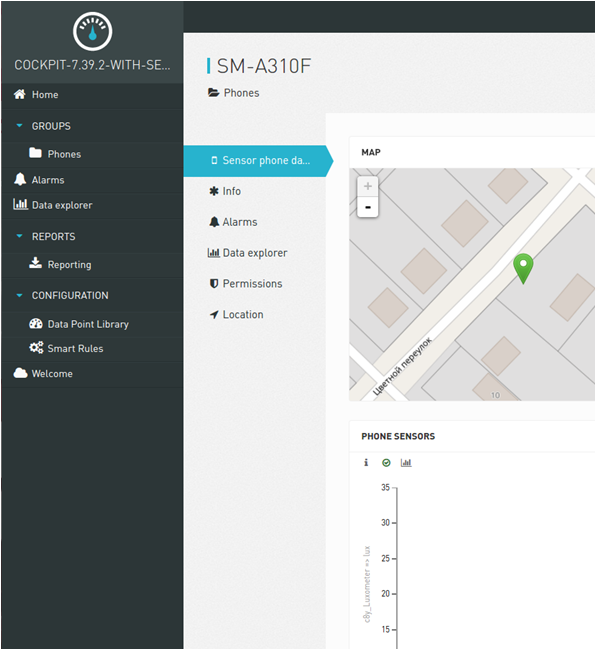 COCKPIT-7.39.2-WITH-SE...
Home
GROUPS
Phones
Alarms
Data explorer
REPORTS
Reporting
CONFIGURATION
Data Point Library
Smart Rules
Welcome
SM-A310F
Phones
Sensor phone da...
Info
Alarms
Data explorer
Permissions
Location
MAP
+
-
Цветной переулок
10
PHONE SENSORS
35
30
25
20
15
c8y_Luxometer => lux